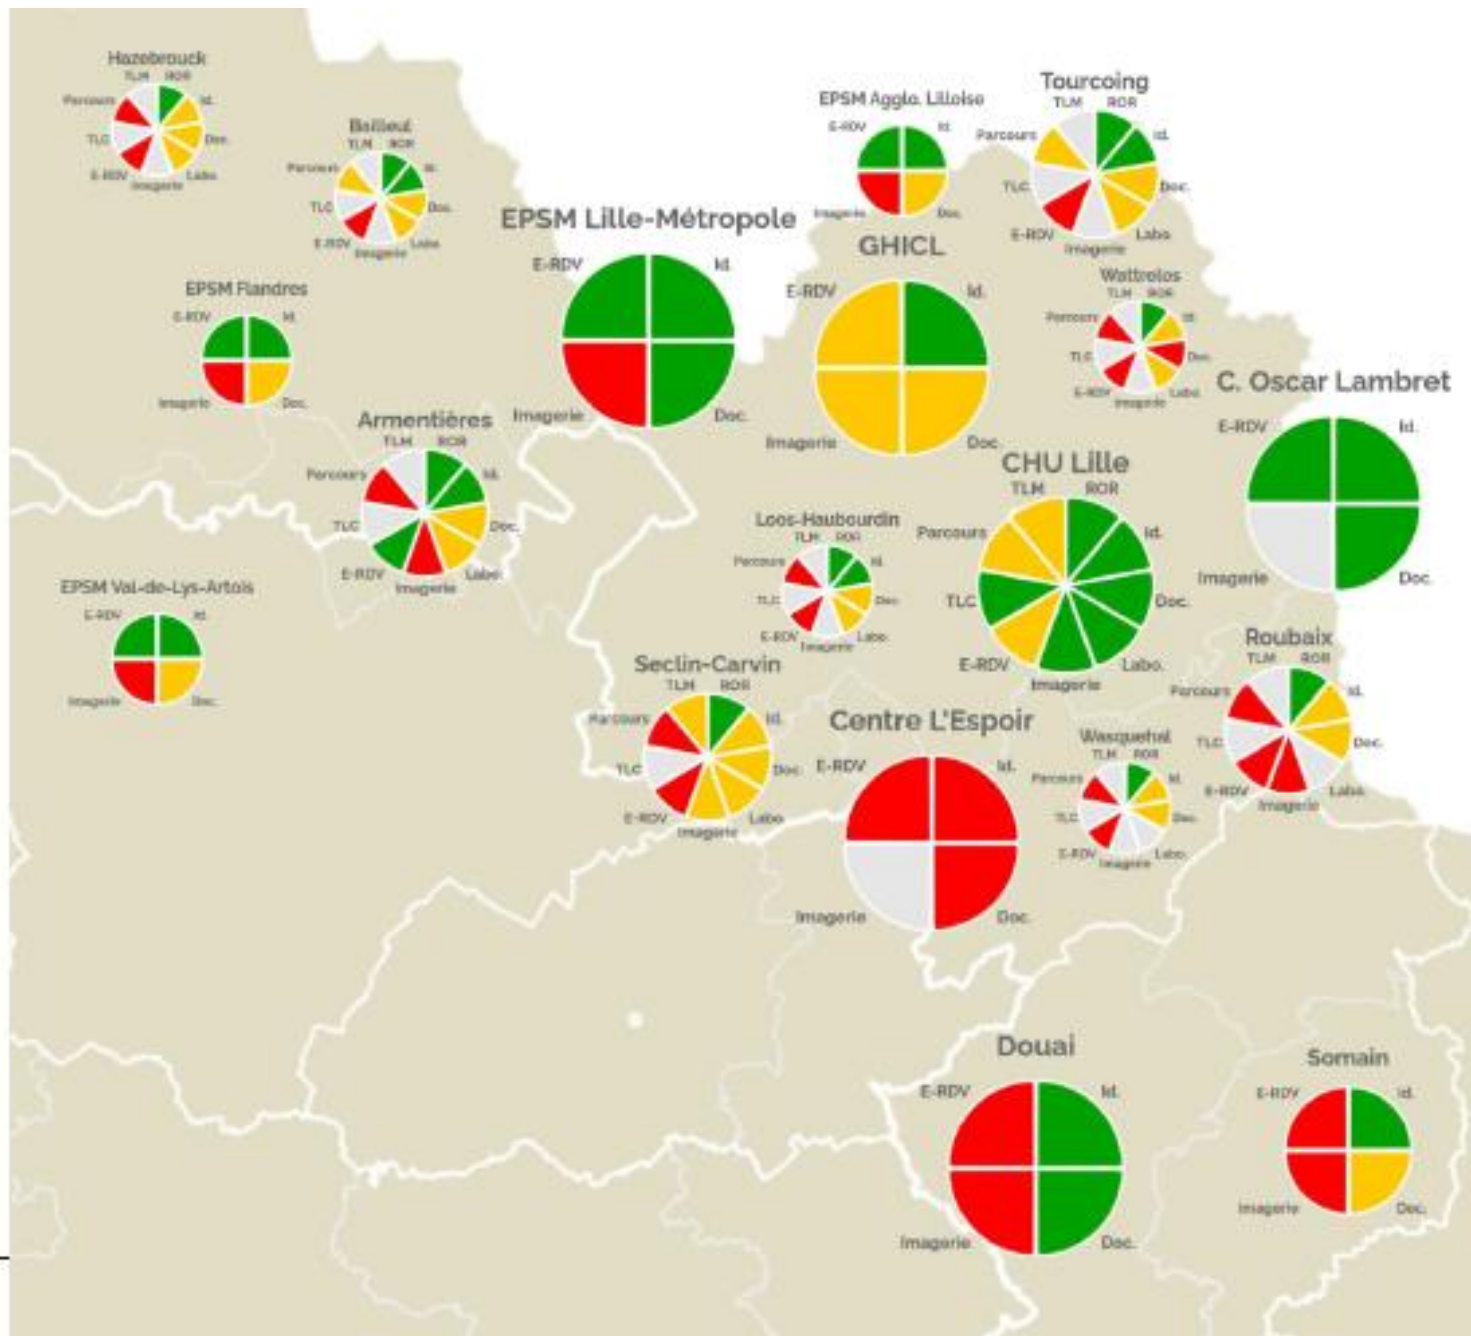 Hazebrouck
TLM ROR
Parcours Id.
TLC Doc.
E-RDV Labo.
Imagerie
Bailleul
TLM ROR
Parcours Id.
TLC Doc.
E-RDV Labo.
Imagerie
EPSM Agglo. Lilloise
E-RDV Id.
Imagerie Doc.
Tourcoing
TLM ROR
Parcours Id.
TLC Doc.
E-RDV Labo.
Imagerie
EPSM Lille-Métropole
E-RDV Id.
Imagerie Doc.
GHICL
E-RDV Id.
Imagerie Doc.
EPSM Flandres
E-RDV Id.
Imagerie Doc.
Wattrelos
TLM ROR
Parcours Id.
TLC Doc.
E-RDV Labo.
Imagerie
C. Oscar Lambret
E-RDV Id.
Imagerie Doc.
Armentières
TLM ROR
Parcours Id.
TLC Doc.
E-RDV Labo.
Imagerie
CHU Lille
TLM ROR
Parcours Id.
TLC Doc.
E-RDV Labo.
Imagerie
Loos-Haubourdin
TLM ROR
Parcours Id.
TLC Doc.
E-RDV Labo.
Imagerie
EPSM Val-de-Lys-Artois
E-RDV Id.
Imagerie Doc.
Seclin-Carvin
TLM ROR
Parcours Id.
TLC Doc.
E-RDV Labo.
Imagerie
Roubaix
TLM ROR
Parcours Id.
TLC Doc.
E-RDV Labo.
Imagerie
Centre L'Espoir
E-RDV Id.
Imagerie Doc.
Wasquehal
TLM ROR
Parcours Id.
TLC Doc.
E-RDV Labo.
Imagerie
Douai
E-RDV Id.
Imagerie Doc.
Somain
E-RDV Id.
Imagerie Doc.